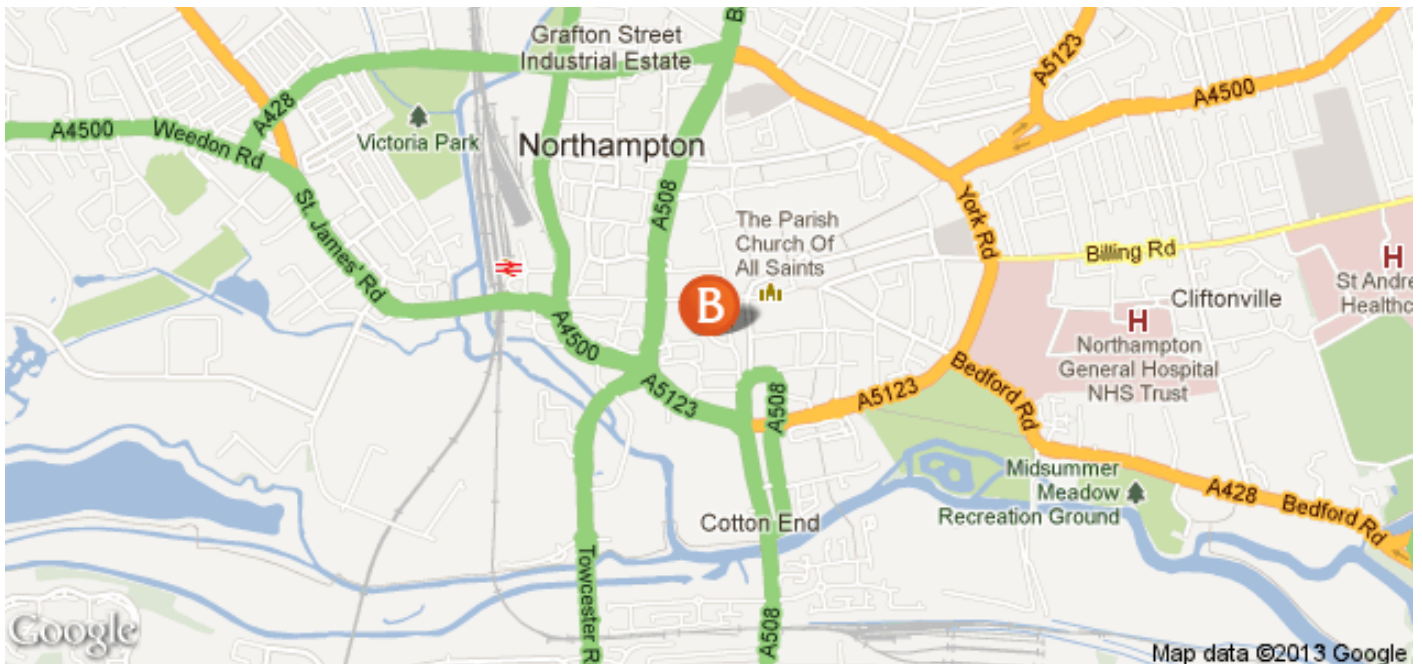 Grafton Street
Industrial Estate
A5123
A4500
A428
A4500
Weedon Rd
Victoria Park
Northampton
A508
York Rd
St. James' Rd
The Parish
Church Of
All Saints
Billing Rd
H
St Andre
Healthc
Cliftonville
B
H
Northampton
General Hospital
NHS Trust
A4500
A5123
A508
A5123
Bedford Rd
Midsummer
Meadow
Recreation Ground
A428
Bedford Rd
Cotton End
Towcester R
A508
Google
Map data ©2013 Google
B